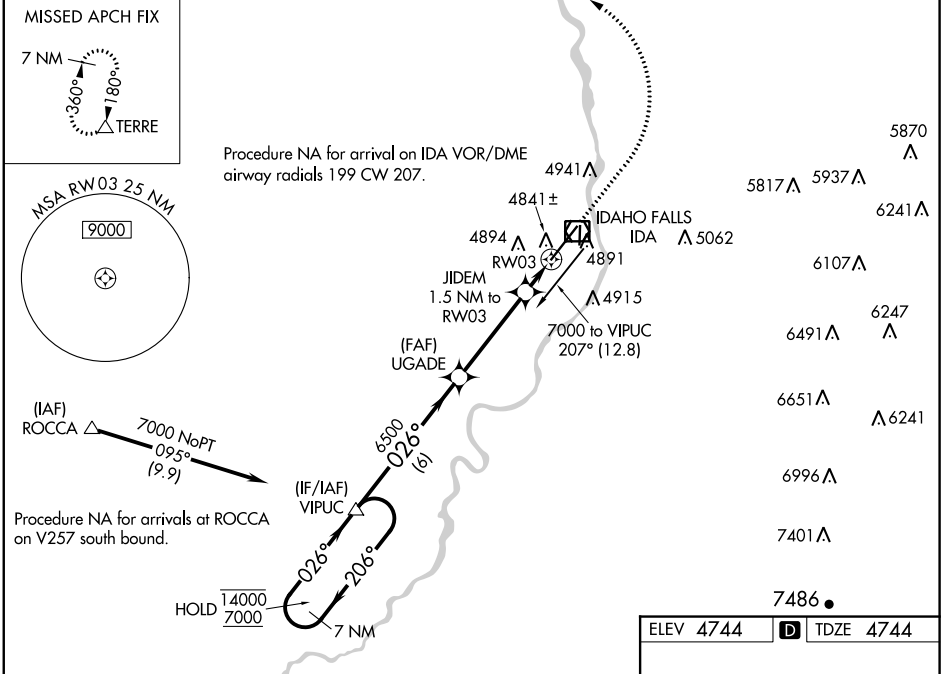 MISSED APCH FIX
7 NM
360°
180°
TERRE
Procedure NA for arrival on IDA VOR/DME
airway radials 199 CW 207.
MSA RW03 25 NM
9000
4941
4841±
4894
RW03
IDAHO FALLS
IDA
5062
4891
JIDEM
1.5 NM to
RW03
4915
7000 to VIPUC
207° (12.8)
(FAF)
UGADE
5870
5817
5937
6241
6107
6247
6491
6651
6241
6996
7401
7486
(IAF)
ROCCA
7000 NoPT
095°
(9.9)
6500
026°
(6)
(IF/IAF)
VIPUC
Procedure NA for arrivals at ROCCA
on V257 south bound.
026°
206°
HOLD
14000
7000
7 NM
ELEV 4744
D
TDZE 4744